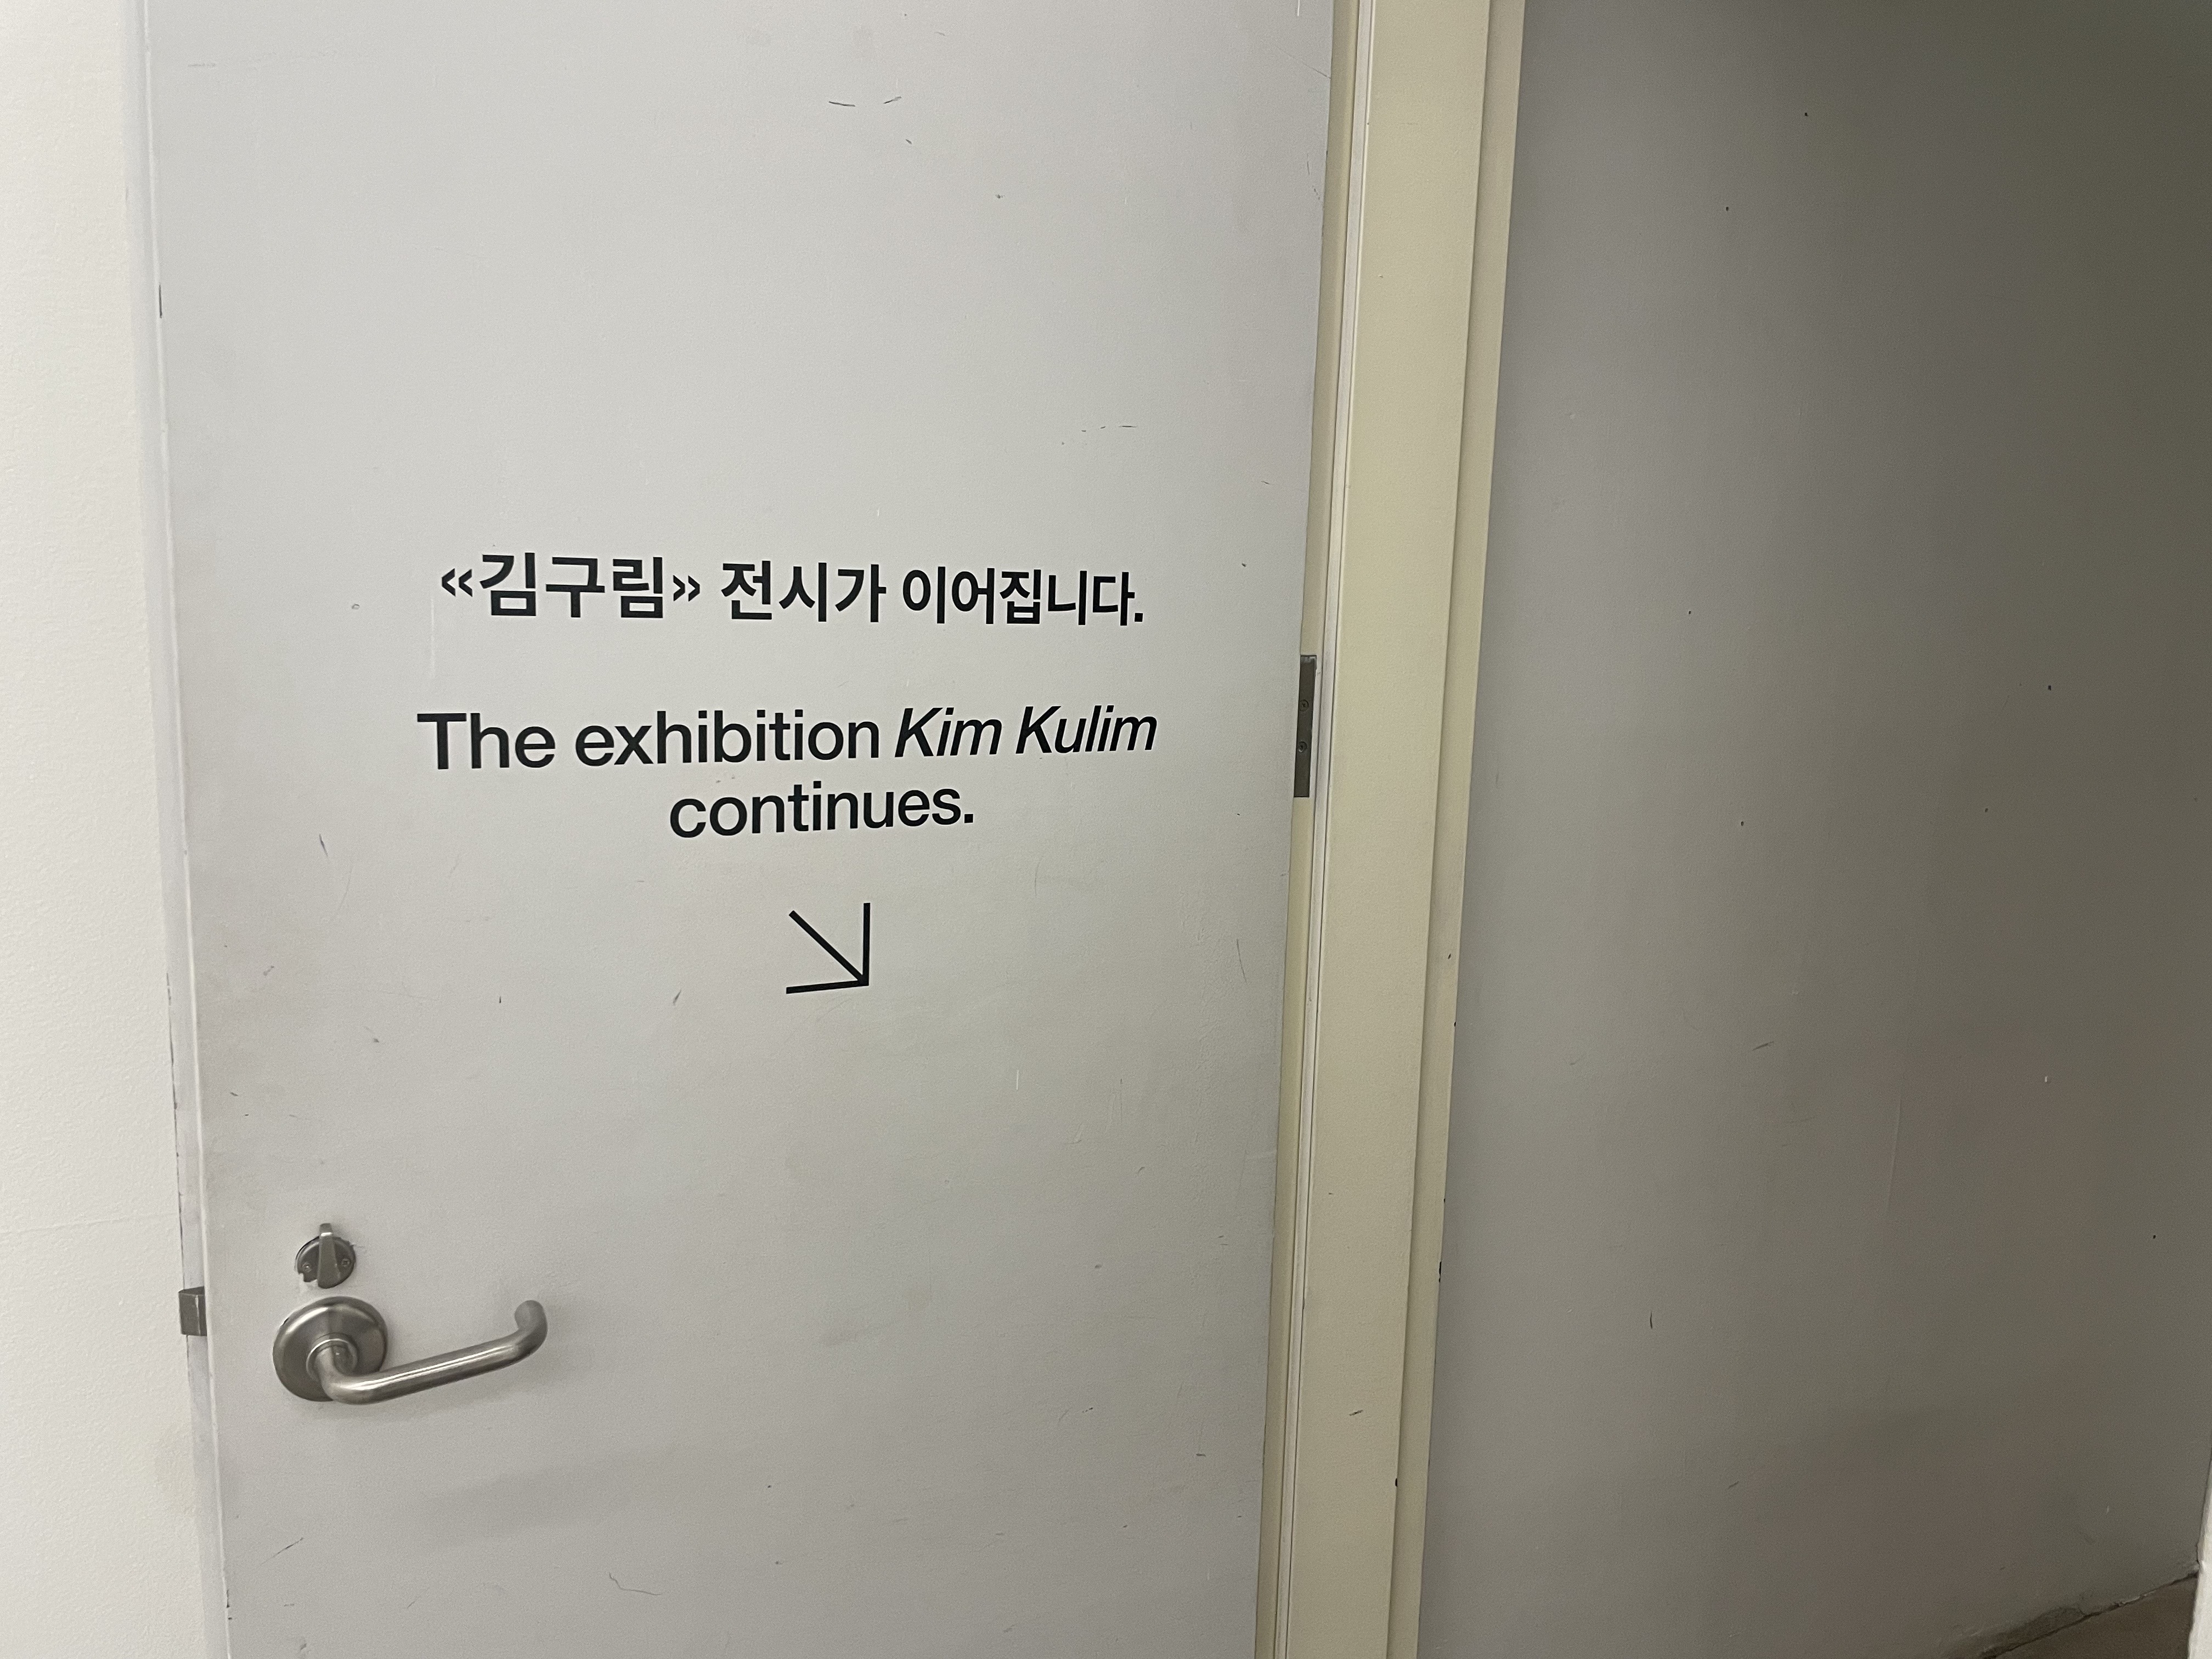 «김구림» 전시가 이어집니다.
The exhibition Kim Kulim
continues.